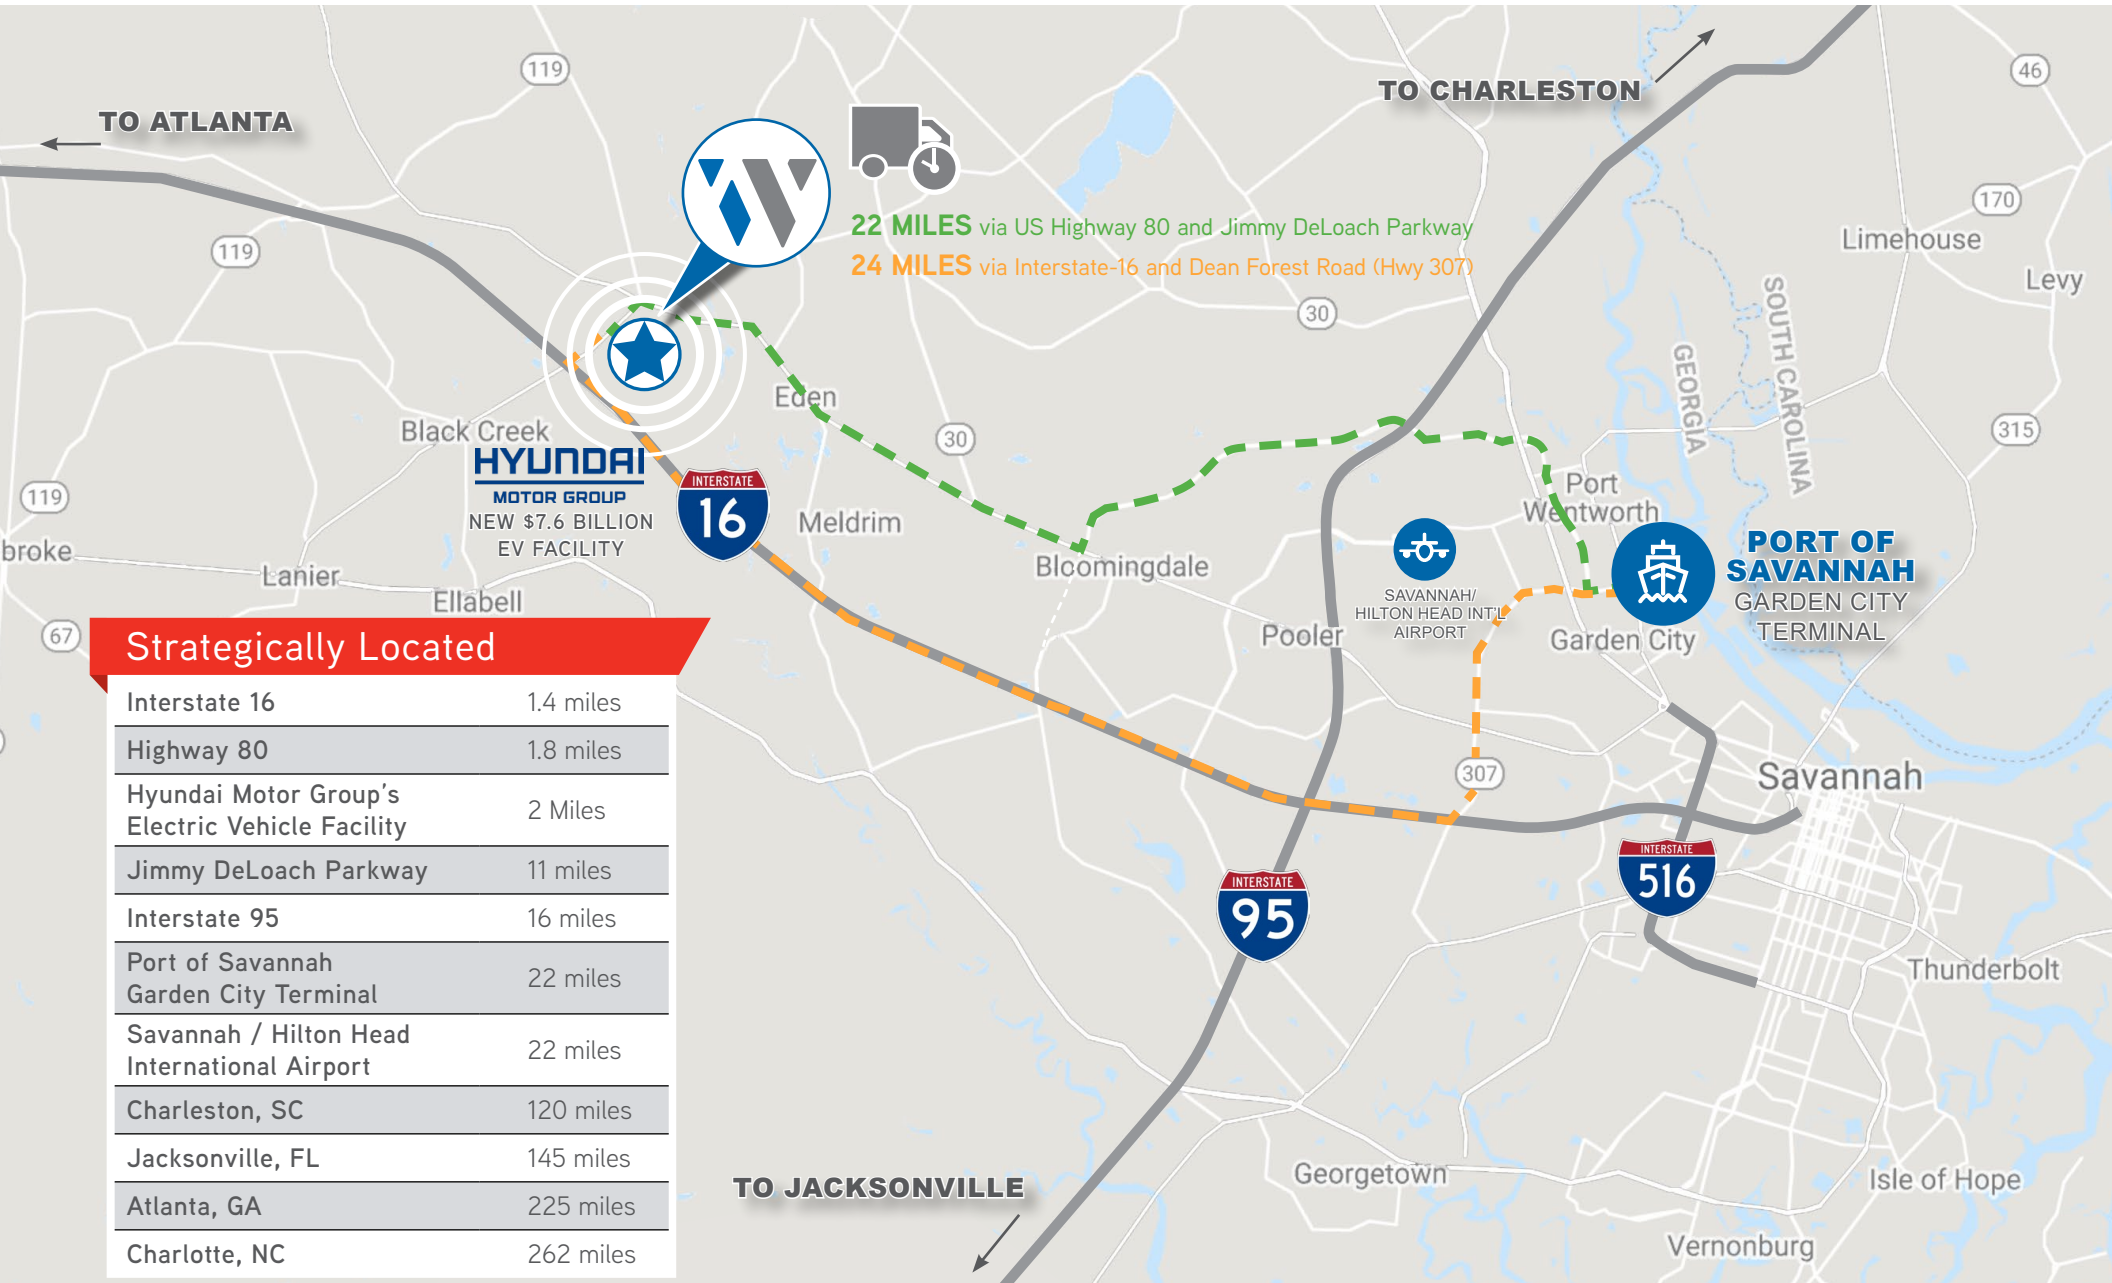 119
46
TO CHARLESTON
TO ATLANTA
170
22 MILES via US Highway 80 and Jimmy DeLoach Parkway
Limehouse
119
24 MILES via Interstate-16 and Dean Forest Road (Hwy 307)
Levy
30
SOUTH CAROLINA
GEORGIA
Eden
Black Creek
30
315
HYUNDAI
MOTOR GROUP
NEW $7.6 BILLION
EV FACILITY
INTERSTATE
16
Meldrim
Port
Wentworth
119
broke
Lanier
Ellabell
Bloomingdale
PORT OF
SAVANNAH
GARDEN CITY
TERMINAL
SAVANNAH/
HILTON HEAD INT'L
AIRPORT
67
Pooler
Garden City
Strategically Located
Interstate 16 1.4 miles
Highway 80 1.8 miles
Hyundai Motor Group's
Electric Vehicle Facility 2 Miles
Jimmy DeLoach Parkway 11 miles
Interstate 95 16 miles
Port of Savannah
Garden City Terminal 22 miles
Savannah / Hilton Head
International Airport 22 miles
Charleston, SC 120 miles
Jacksonville, FL 145 miles
Atlanta, GA 225 miles
Charlotte, NC 262 miles
307
Savannah
INTERSTATE
516
INTERSTATE
95
Thunderbolt
TO JACKSONVILLE
Georgetown
Isle of Hope
Vernonburg